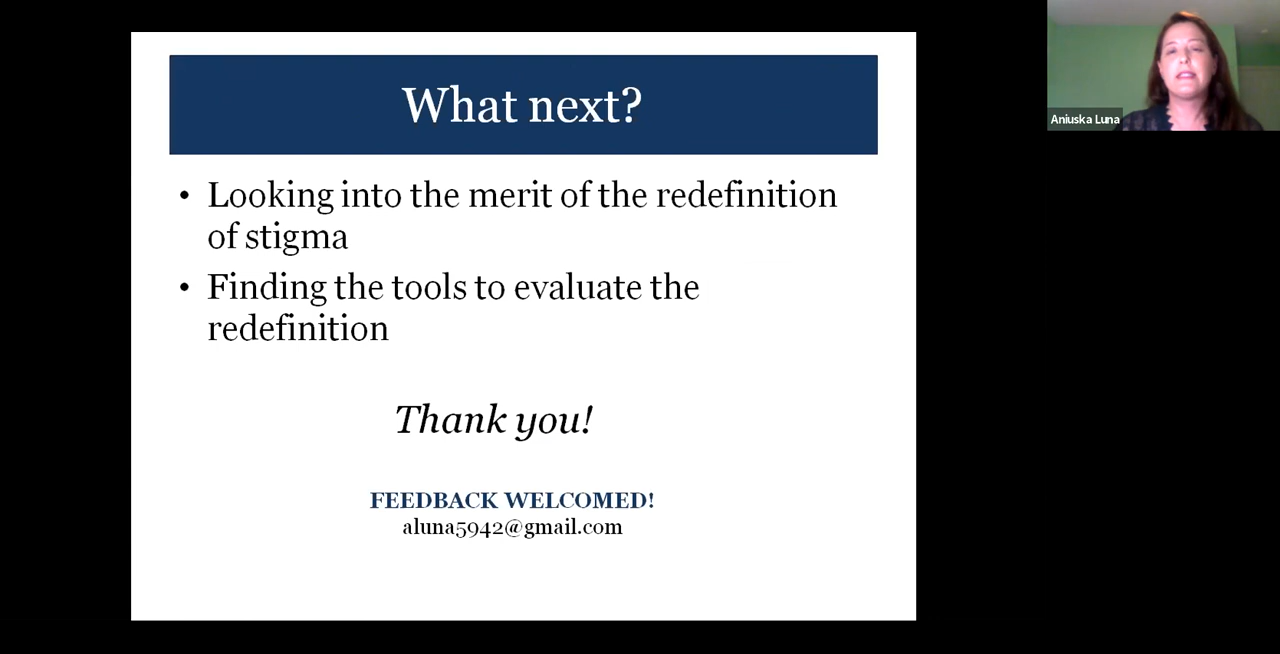 What next?
• Looking into the merit of the redefinition
of stigma
• Finding the tools to evaluate the
redefinition
Thank you!
FEEDBACK WELCOMED!
aluna5942@gmail.com
Aniuska Luna